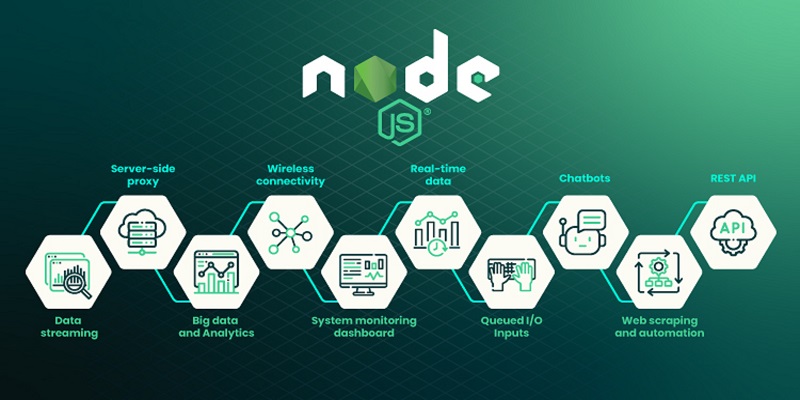 node
JS®
Server-side
proxy
Wireless
connectivity
Real-time
data
Chatbots
REST API
API
Data
streaming
Big data
and Analytics
System monitoring
dashboard
Queued I/O
Inputs
Web scraping
and automation